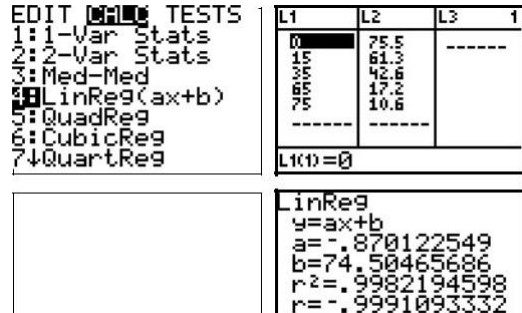 EDIT CALC TESTS
1:1-Var Stats
2:2-Var Stats
3:Med-Med
4:LinReg(ax+b)
5:QuadReg
6:CubicReg
7↓QuartReg
L1 L2 L3 1
0 75.5 ------
15 61.3
35 42.6
65 17.2
75 10.6
------ ------
L1(1)=0
LinReg
y=ax+b
a=-.870122549
b=74.50465686
r²=.9982194598
r=-.9991093332